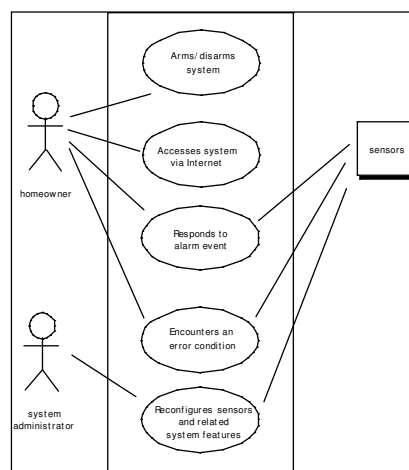 Arms/disarms
system
Accesses system
via Internet
sensors
homeowner
Responds to
alarm event
Encounters an
error condition
system
administrator
Reconfigures sensors
and related
system features